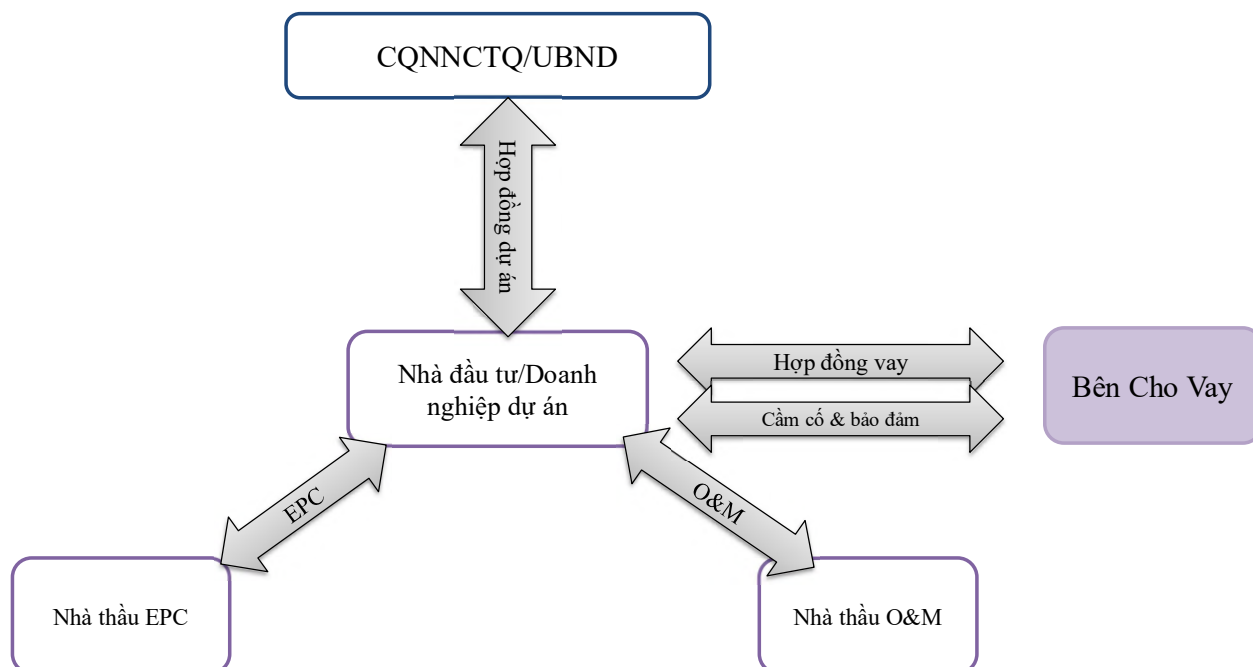 CQNNCTQ/UBND
Hợp đồng dự án
Nhà đầu tư/Doanh
nghiệp dự án
Hợp đồng vay
Cầm cố & bảo đảm
Bên Cho Vay
EPC
O&M
Nhà thầu EPC
Nhà thầu O&M